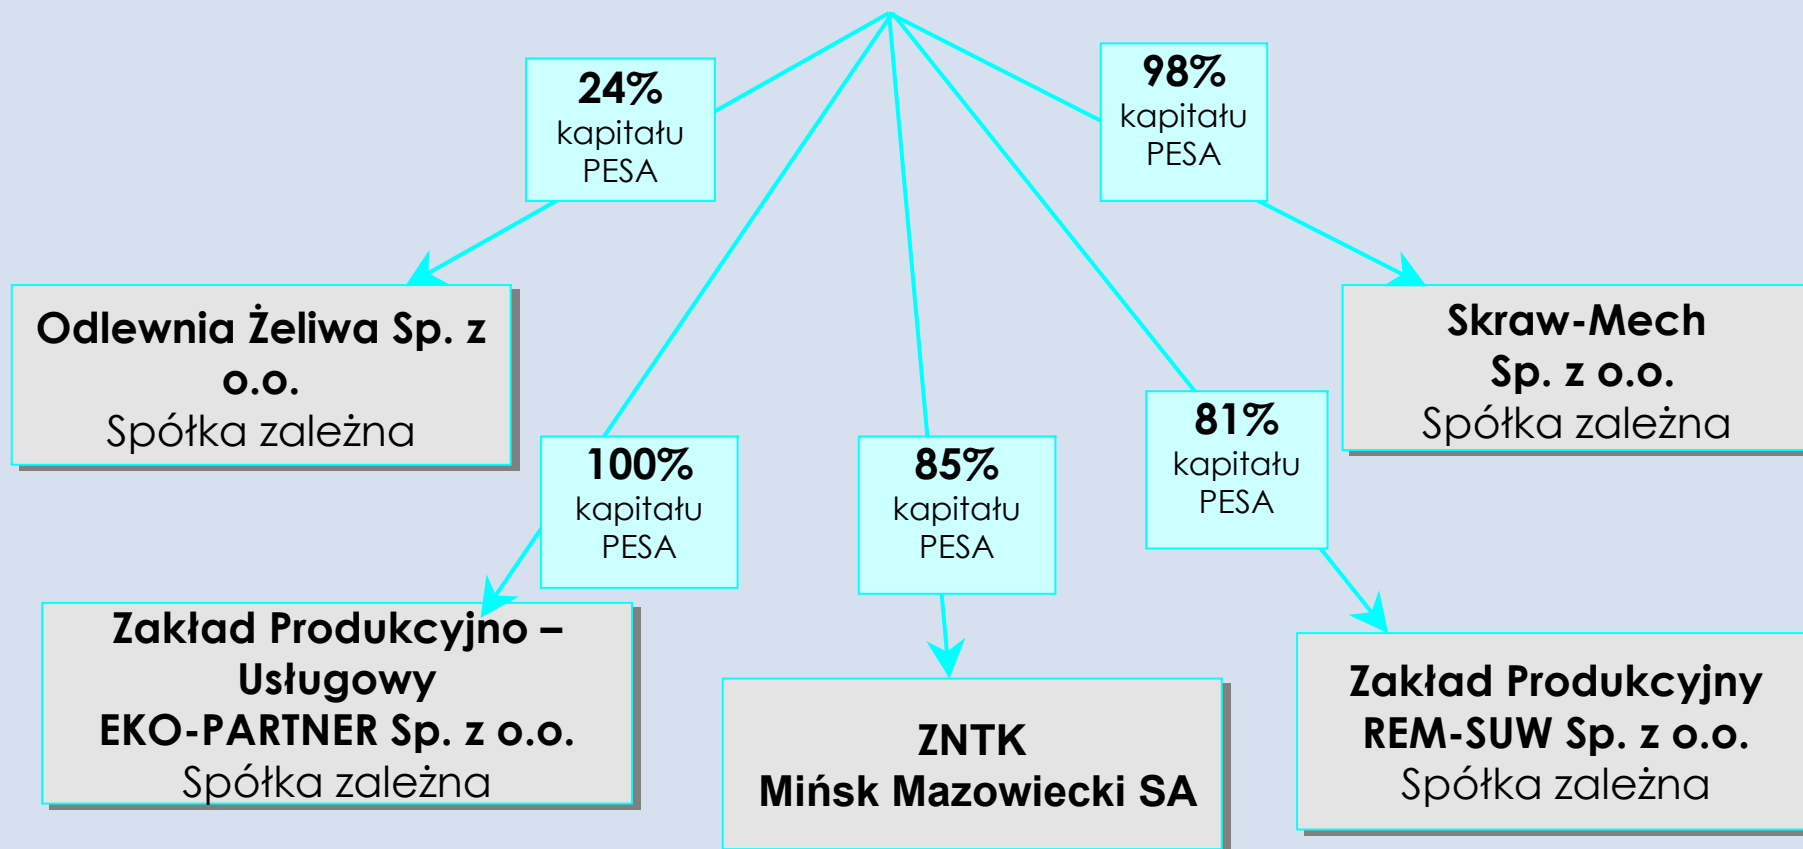 24%
kapitału
PESA
98%
kapitału
PESA
Odlewnia Żeliwa Sp. z
o.o.
Spółka zależna
Skraw-Mech
Sp. z o.o.
Spółka zależna
100%
kapitału
PESA
85%
kapitału
PESA
81%
kapitału
PESA
Zakład Produkcyjno –
Usługowy
EKO-PARTNER Sp. z o.o.
Spółka zależna
ZNTK
Mińsk Mazowiecki SA
Zakład Produkcyjny
REM-SUW Sp. z o.o.
Spółka zależna